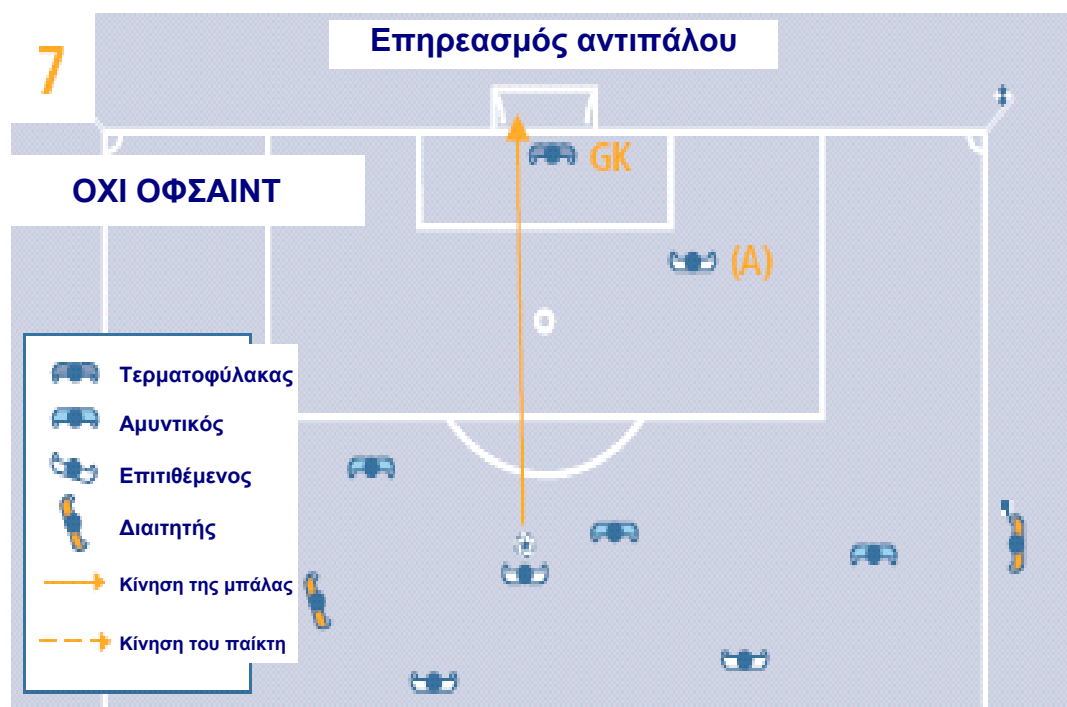 7
Επηρεασμός αντιπάλου
GK
ΟΧΙ ΟΦΣΑΙΝΤ
(A)
Τερματοφύλακας
Αμυντικός
Επιτιθέμενος
Διαιτητής
Κίνηση της μπάλας
Κίνηση του παίκτη